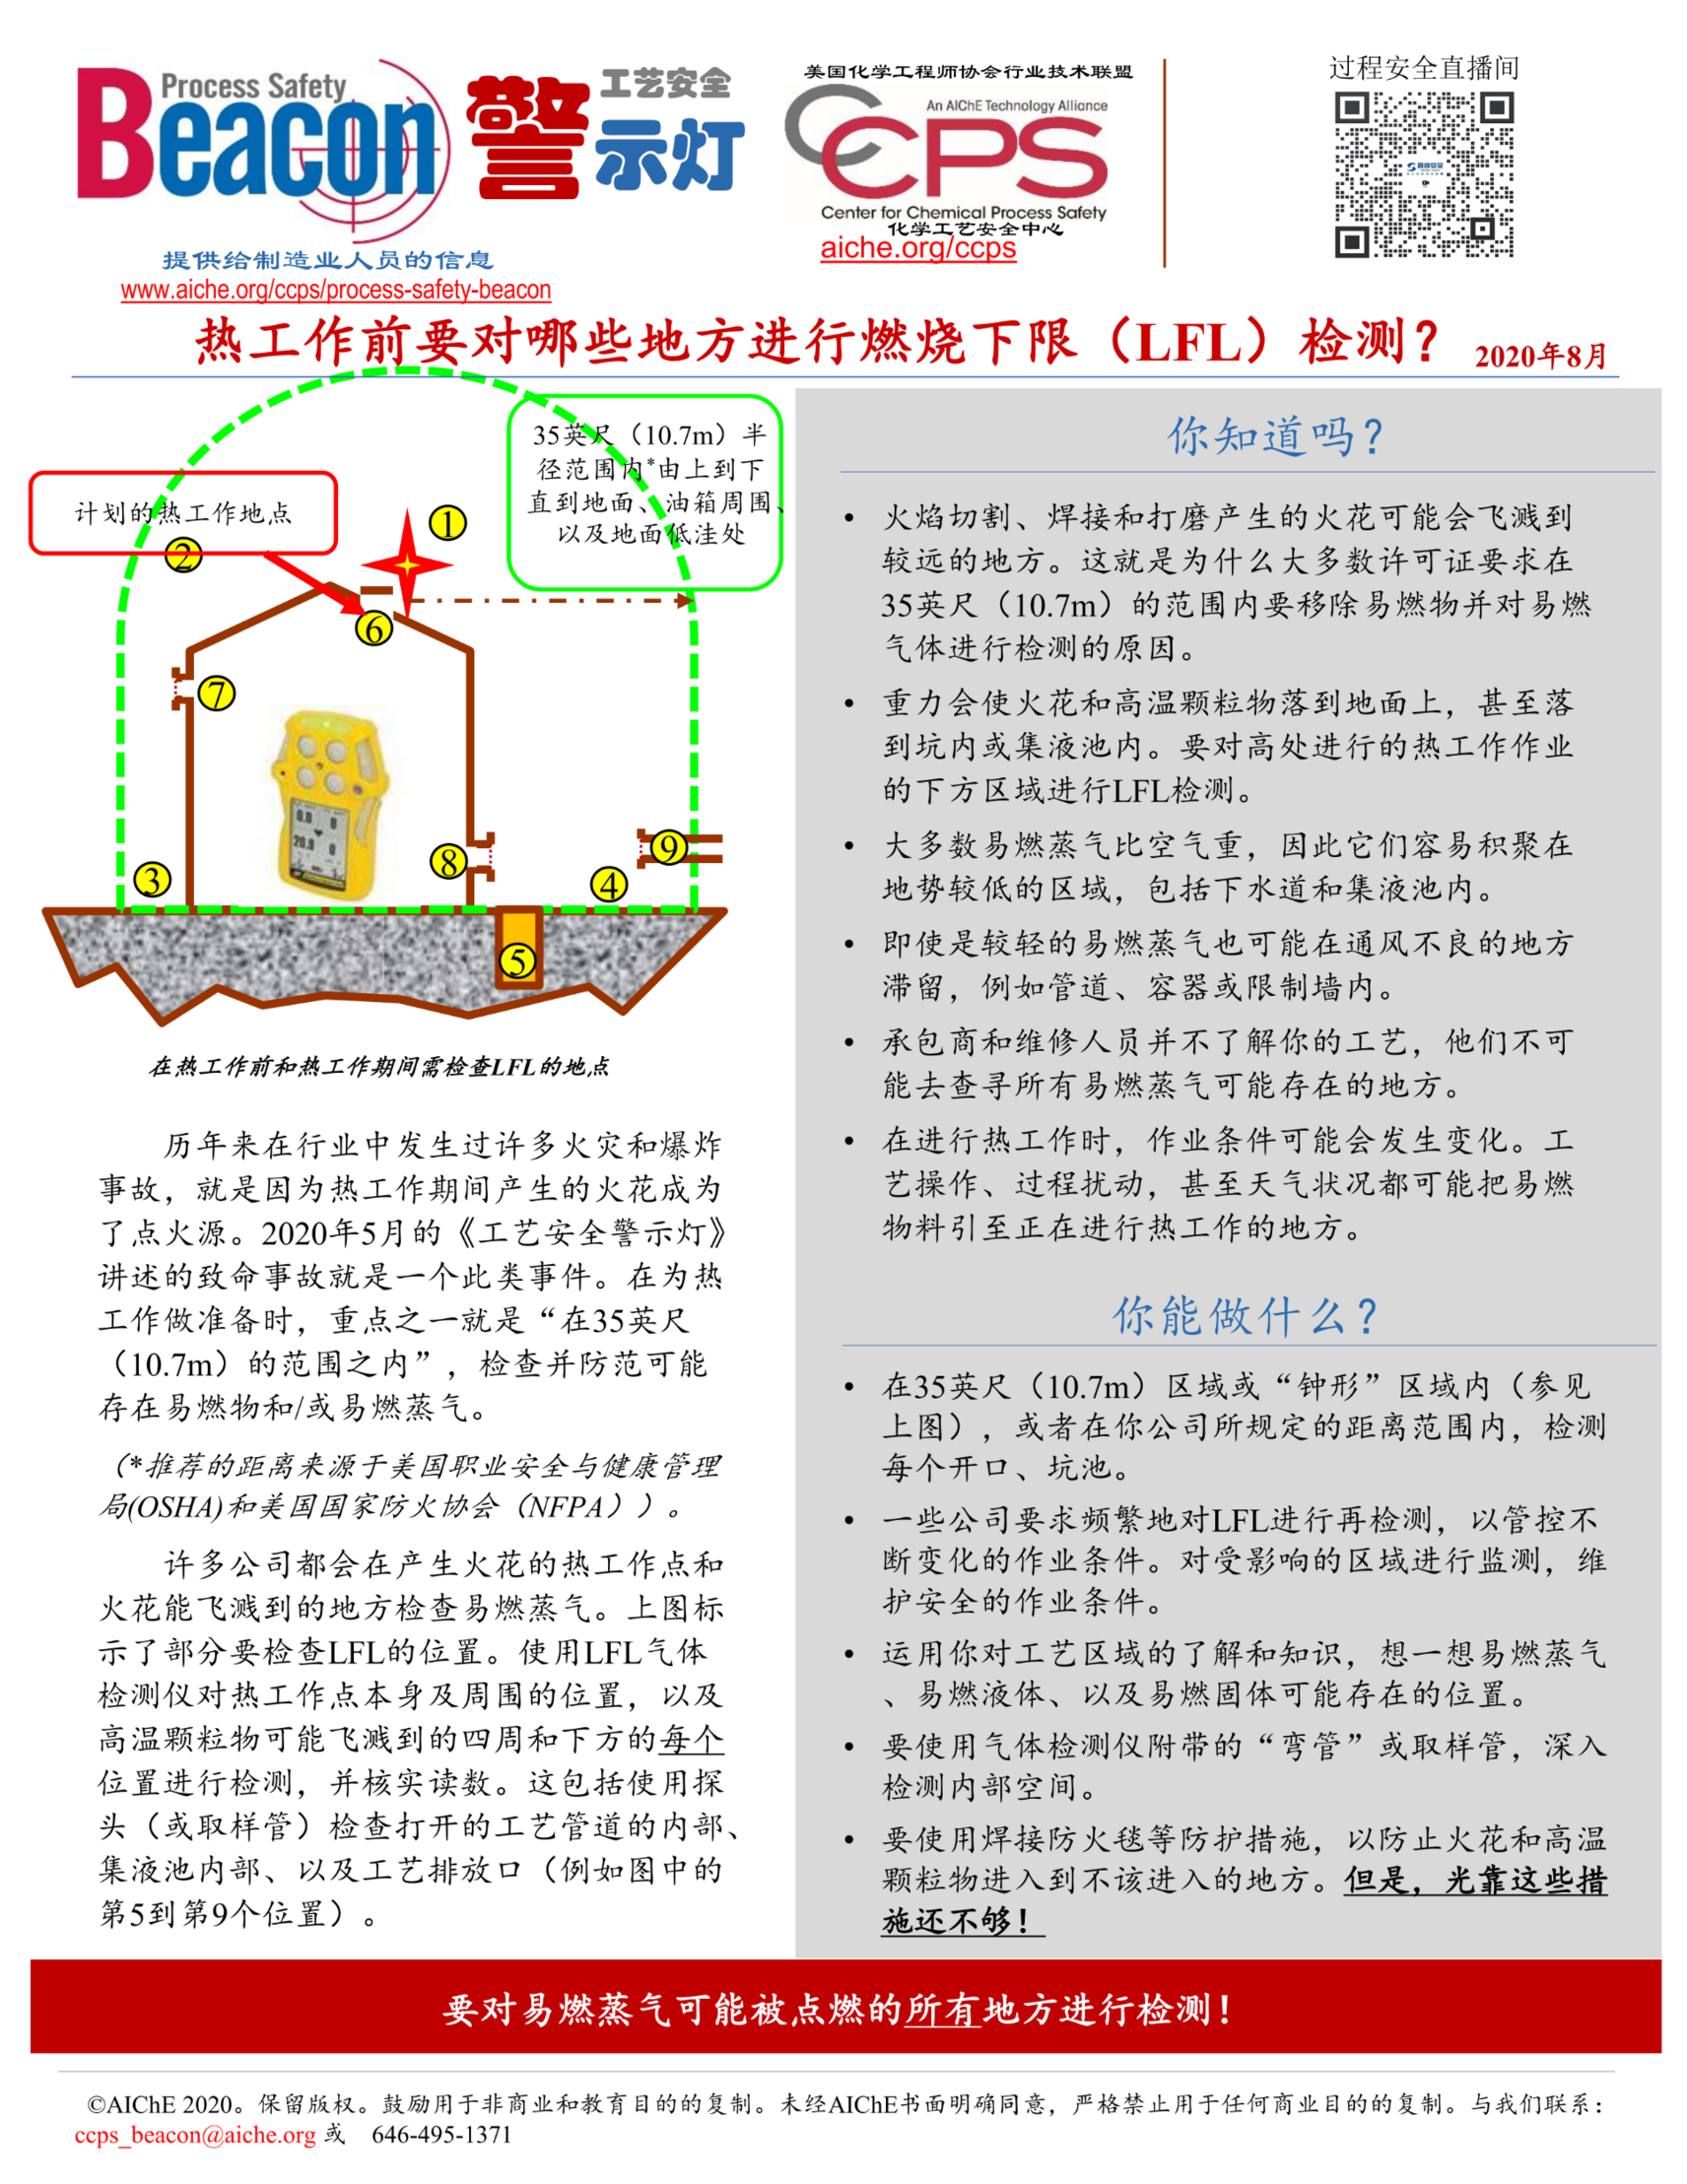 Process Safety
Beacon
工艺安全
警示灯
提供给制造业人员的信息
www.aiche.org/ccps/process-safety-beacon
美国化学工程师协会行业技术联盟
An AIChE Technology Alliance
CCPS
Center for Chemical Process Safety
化学工艺安全中心
aiche.org/ccps
过程安全直播间
热工作前要对哪些地方进行燃烧下限（LFL）检测？ 2020年8月
35英尺（10.7m）半
径范围内*由上到下
直到地面、油箱周围、
以及地面低洼处
计划的热工作地点
①
②
⑥
⑦
⑧
⑨
③
④
⑤
在热工作前和热工作期间需检查LFL的地点
历年来在行业中发生过许多火灾和爆炸
事故，就是因为热工作期间产生的火花成为
了点火源。2020年5月的《工艺安全警示灯》
讲述的致命事故就是一个此类事件。在为热
工作做准备时，重点之一就是“在35英尺
（10.7m）的范围之内”，检查并防范可能
存在易燃物和/或易燃蒸气。
（*推荐的距离来源于美国职业安全与健康管理
局(OSHA)和美国国家防火协会（NFPA））。
许多公司都会在产生火花的热工作点和
火花能飞溅到的地方检查易燃蒸气。上图标
示了部分要检查LFL的位置。使用LFL气体
检测仪对热工作点本身及周围的位置，以及
高温颗粒物可能飞溅到的四周和下方的每个
位置进行检测，并核实读数。这包括使用探
头（或取样管）检查打开的工艺管道的内部、
集液池内部、以及工艺排放口（例如图中的
第5到第9个位置）。
你知道吗？
• 火焰切割、焊接和打磨产生的火花可能会飞溅到
较远的地方。这就是为什么大多数许可证要求在
35英尺（10.7m）的范围内要移除易燃物并对易燃
气体进行检测的原因。
• 重力会使火花和高温颗粒物落到地面上，甚至落
到坑内或集液池内。要对高处进行的热工作作业
的下方区域进行LFL检测。
• 大多数易燃蒸气比空气重，因此它们容易积聚在
地势较低的区域，包括下水道和集液池内。
• 即使是较轻的易燃蒸气也可能在通风不良的地方
滞留，例如管道、容器或限制墙内。
• 承包商和维修人员并不了解你的工艺，他们不可
能去查寻所有易燃蒸气可能存在的地方。
• 在进行热工作时，作业条件可能会发生变化。工
艺操作、过程扰动，甚至天气状况都可能把易燃
物料引至正在进行热工作的地方。
你能做什么？
• 在35英尺（10.7m）区域或“钟形”区域内（参见
上图），或者在你公司所规定的距离范围内，检测
每个开口、坑池。
• 一些公司要求频繁地对LFL进行再检测，以管控不
断变化的作业条件。对受影响的区域进行监测，维
护安全的作业条件。
• 运用你对工艺区域的了解和知识，想一想易燃蒸气
、易燃液体、以及易燃固体可能存在的位置。
• 要使用气体检测仪附带的“弯管”或取样管，深入
检测内部空间。
• 要使用焊接防火毯等防护措施，以防止火花和高温
颗粒物进入到不该进入的地方。但是，光靠这些措
施还不够！
要对易燃蒸气可能被点燃的所有地方进行检测！
©AIChE 2020。保留版权。鼓励用于非商业和教育目的的复制。未经AIChE书面明确同意，严格禁止用于任何商业目的的复制。与我们联系：
ccps_beacon@aiche.org 或 646-495-1371